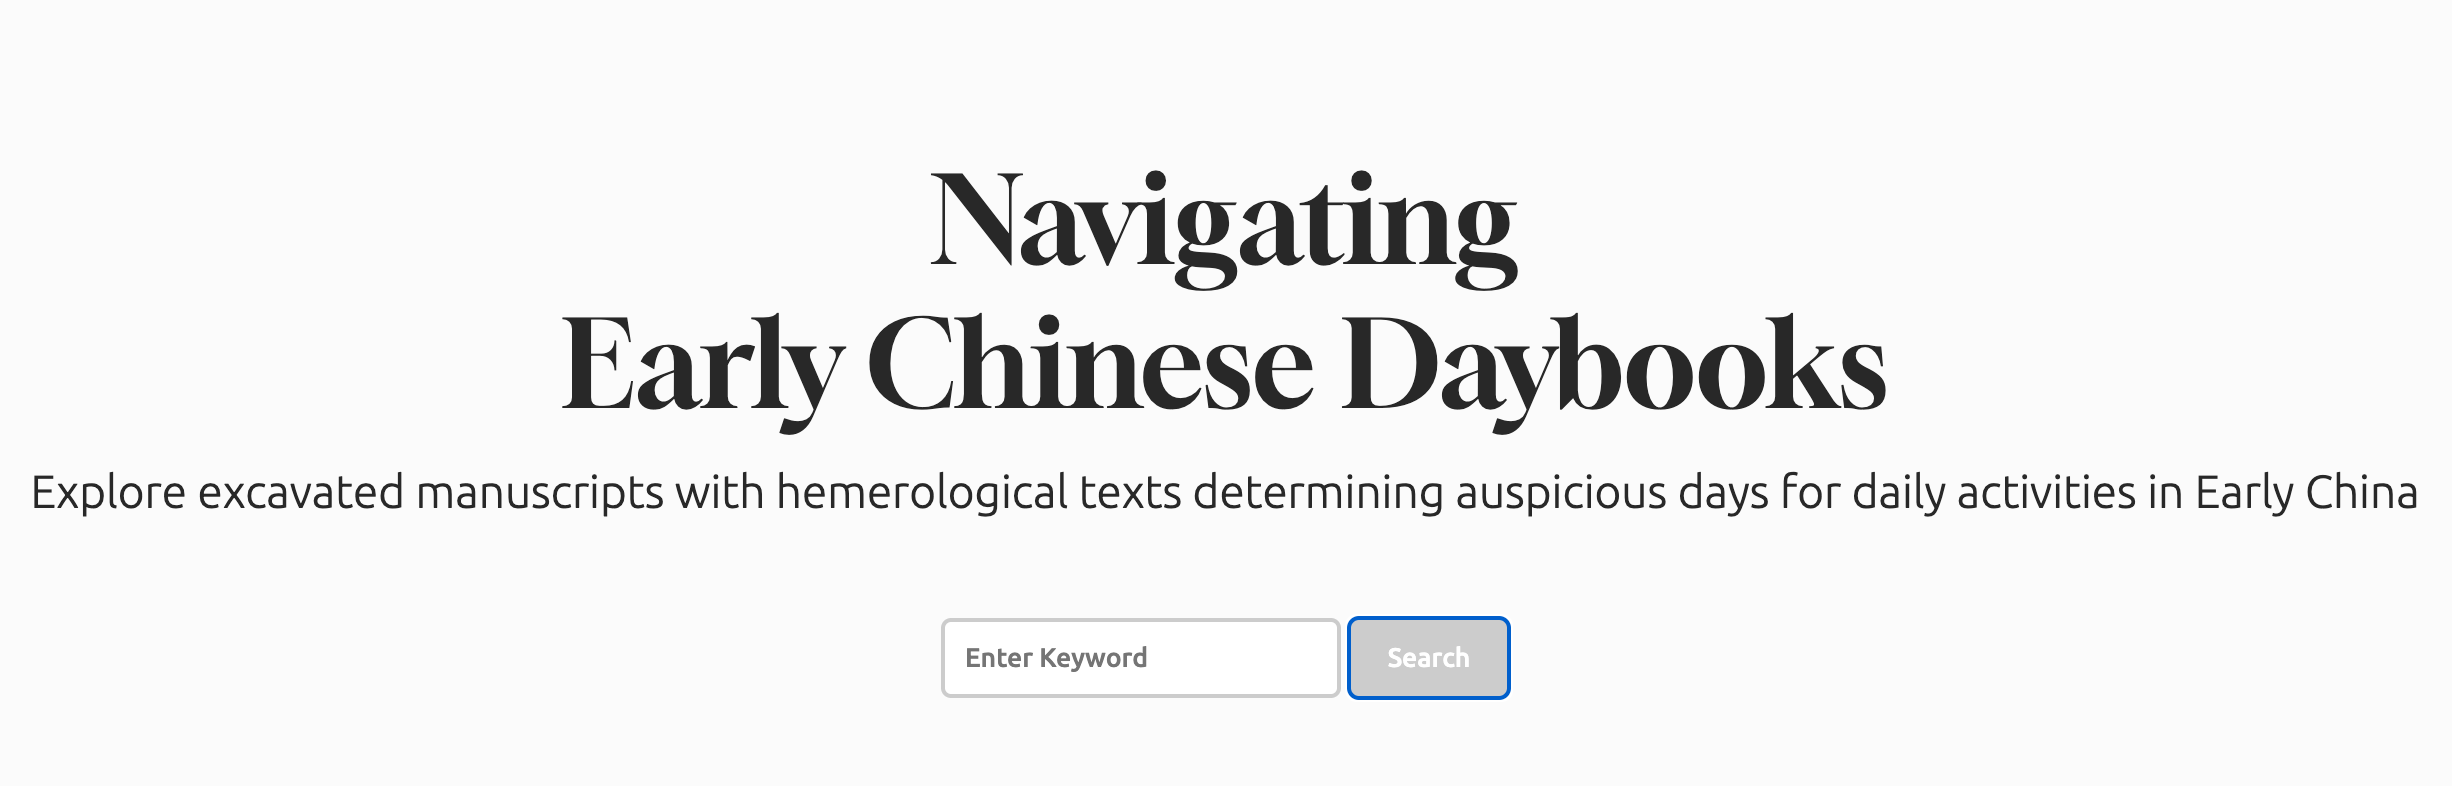 Navigating
Early Chinese Daybooks
Explore excavated manuscripts with hemerological texts determining auspicious days for daily activities in Early China
Enter Keyword
Search